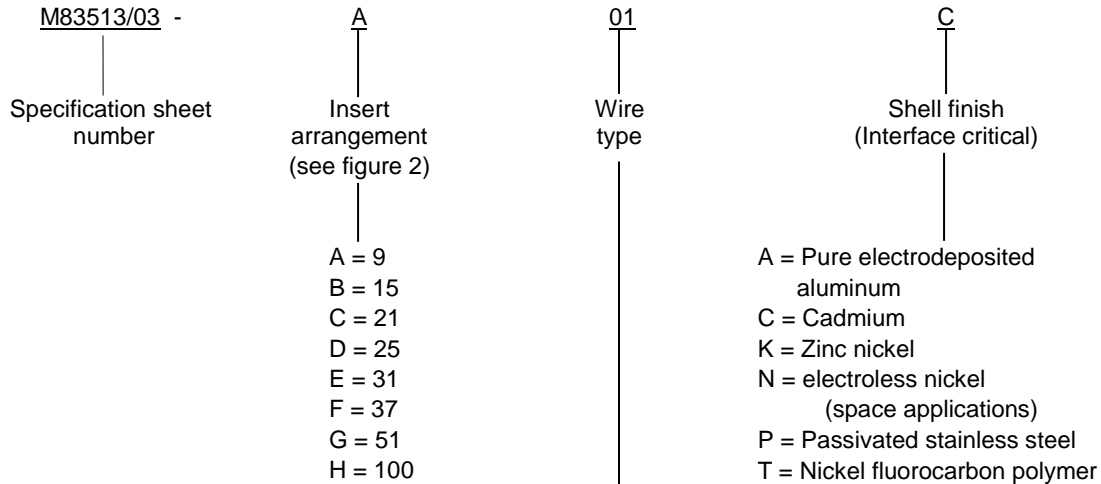 M83513/03 - A 01 C
Specification sheet
number
Insert
arrangement
(see figure 2)
Wire
type
Shell finish
(Interface critical)
A = 9
B = 15
C = 21
D = 25
E = 31
F = 37
G = 51
H = 100
A = Pure electrodeposited
aluminum
C = Cadmium
K = Zinc nickel
N = electroless nickel
(space applications)
P = Passivated stainless steel
T = Nickel fluorocarbon polymer